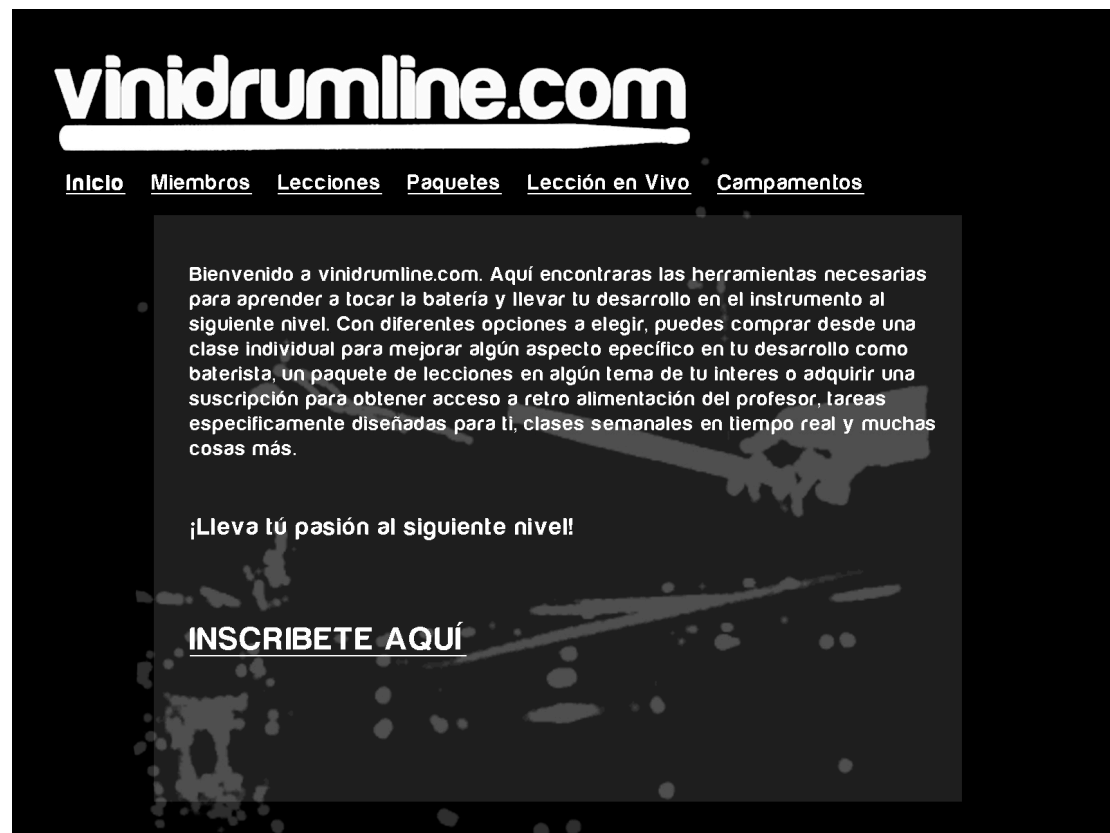 vinidrumline.com
Inicio Miembros Lecciones Paquetes Lección en Vivo Campamentos
Bienvenido a vinidrumline.com. Aquí encontraras las herramientas necesarias
para aprender a tocar la batería y llevar tu desarrollo en el instrumento al
siguiente nivel. Con diferentes opciones a elegir, puedes comprar desde una
clase individual para mejorar algún aspecto epecífico en tu desarrollo como
baterista, un paquete de lecciones en algún tema de tu interes o adquirir una
suscripción para obtener acceso a retro alimentación del profesor, tareas
especificamente diseñadas para ti, clases semanales en tiempo real y muchas
cosas más.
¡Lleva tú pasión al siguiente nivel!
INSCRIBETE AQUÍ